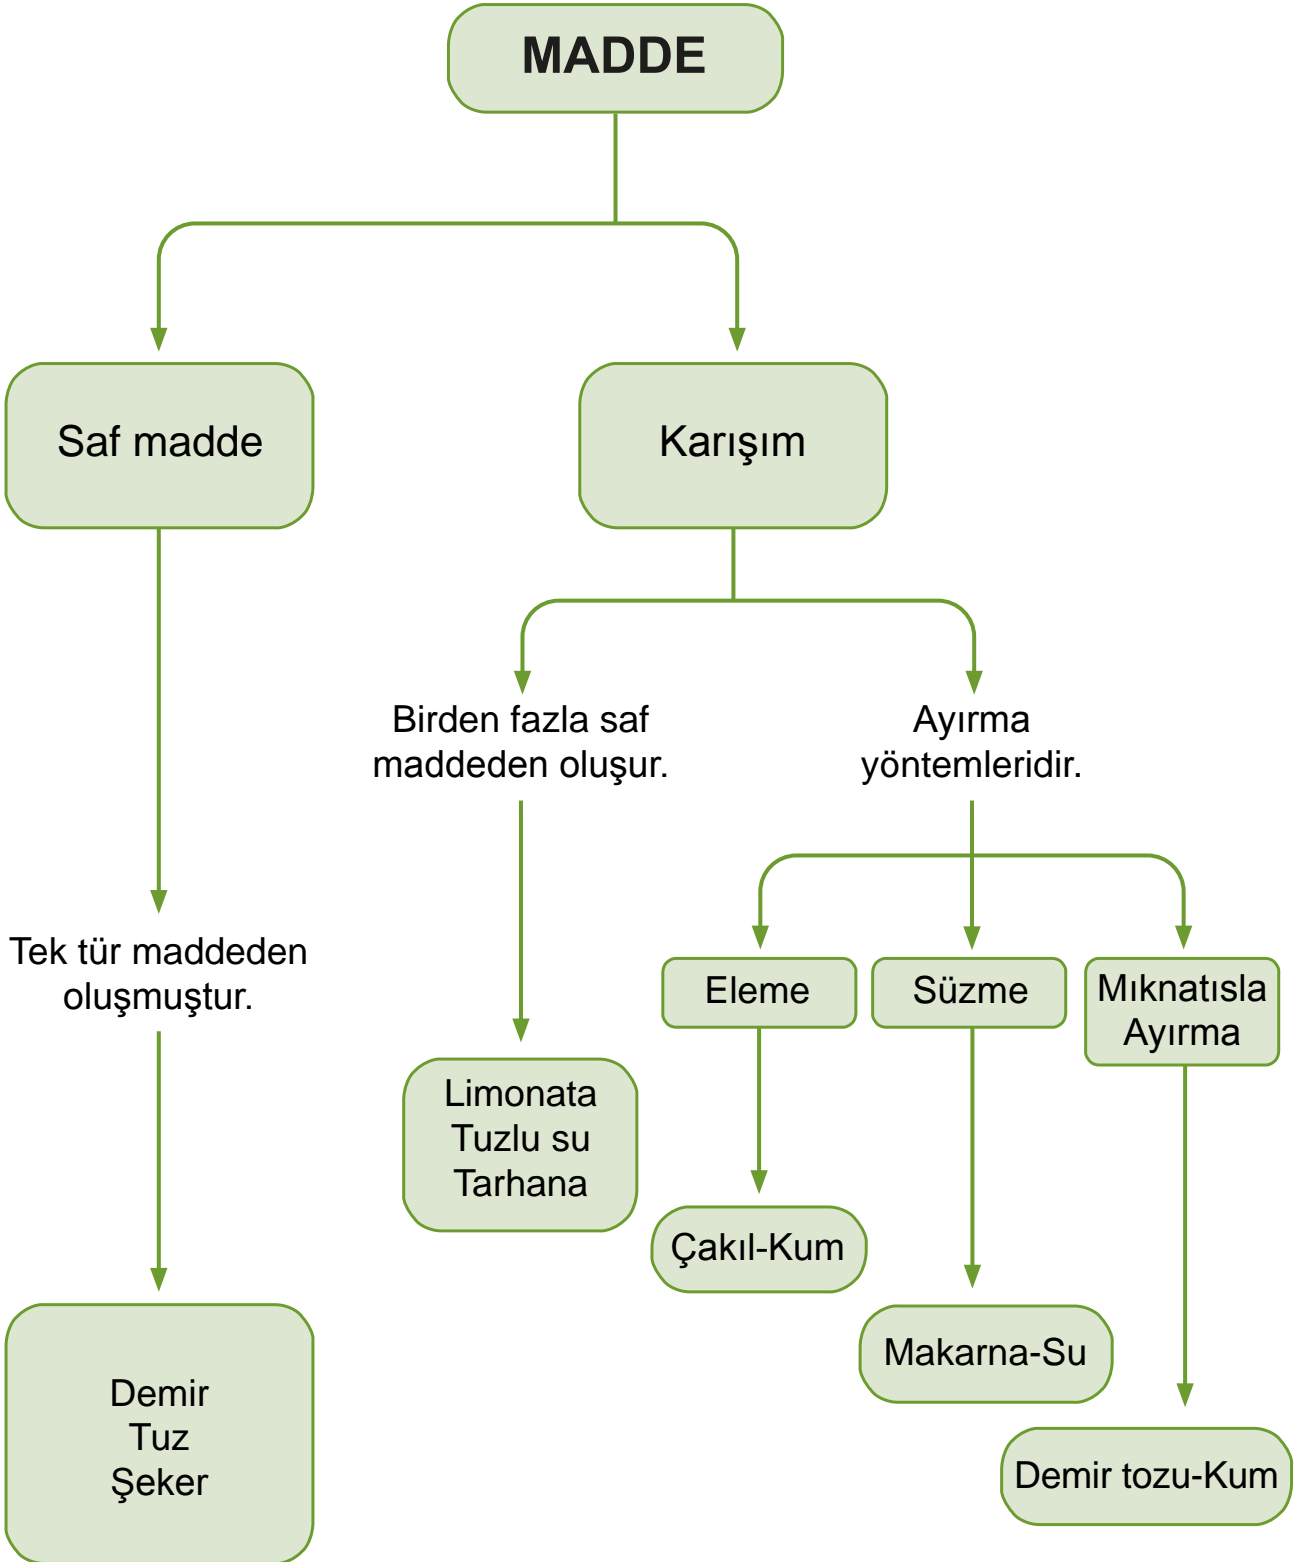 MADDE
Saf madde
Karışım
Birden fazla saf
maddeden oluşur.
Ayırma
yöntemleridir.
Tek tür maddeden
oluşmuştur.
Eleme
Süzme
Mıknatısla
Ayırma
Limonata
Tuzlu su
Tarhana
Çakıl-Kum
Makarna-Su
Demir
Tuz
Şeker
Demir tozu-Kum